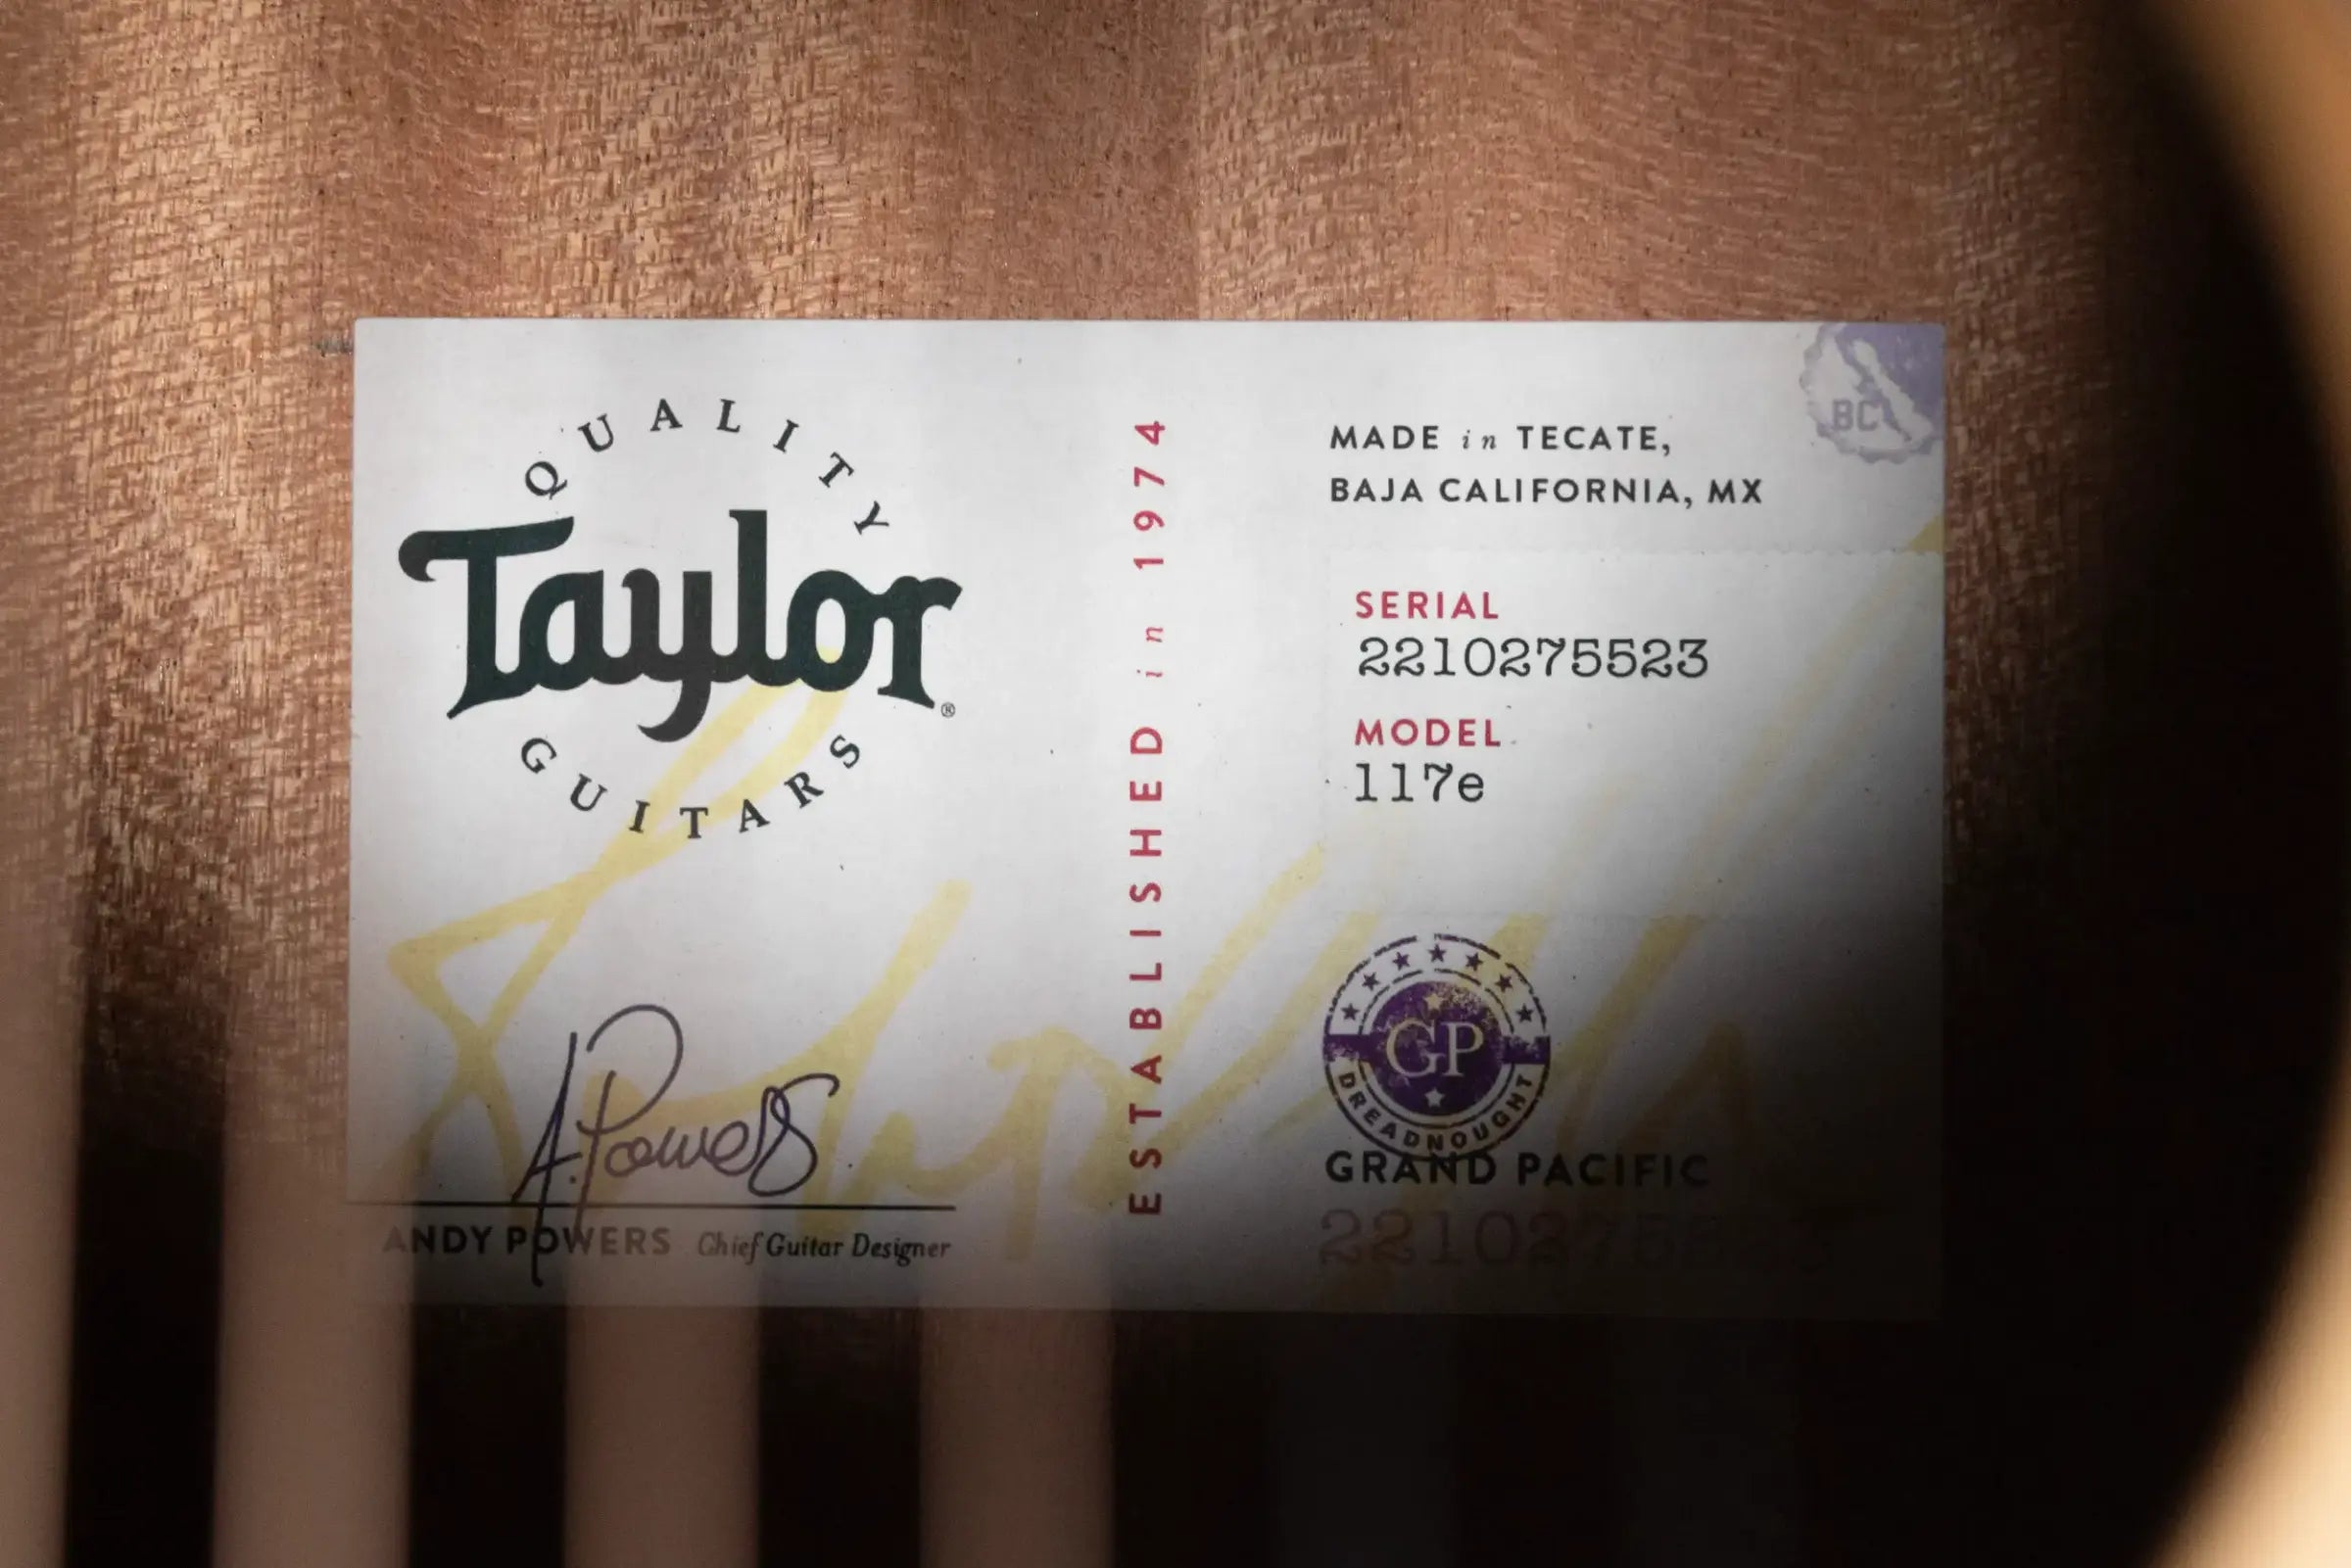 QUALITY
Taylor®
GUITARS
A. Powers
ANDY POWERS Chief Guitar Designer
ESTABLISHED in 1974
BC
MADE in TECATE,
BAJA CALIFORNIA, MX
SERIAL
2210275523
MODEL
117e
GP
DREADNOUGHT
GRAND PACIFIC